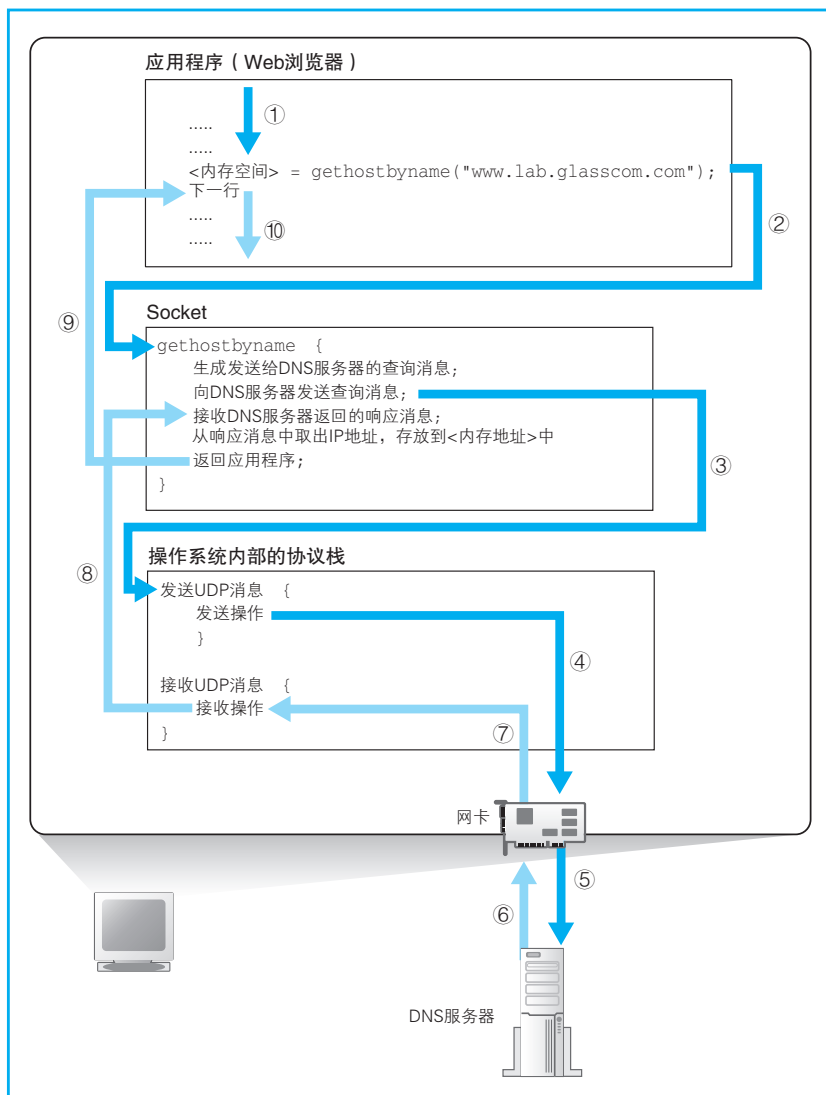 应用程序（Web浏览器）
①
.....
.....
<内存空间> = gethostbyname("www.lab.glasscom.com");
下一行
②
.....
⑩
.....
⑨
Socket
gethostbyname {
生成发送给DNS服务器的查询消息;
向DNS服务器发送查询消息;
接收DNS服务器返回的响应消息;
从响应消息中取出IP地址，存放到<内存地址>中
返回应用程序;
③
}
操作系统内部的协议栈
⑧
发送UDP消息 {
发送操作
}
④
接收UDP消息 {
接收操作
⑦
}
网卡
⑤
⑥
DNS服务器